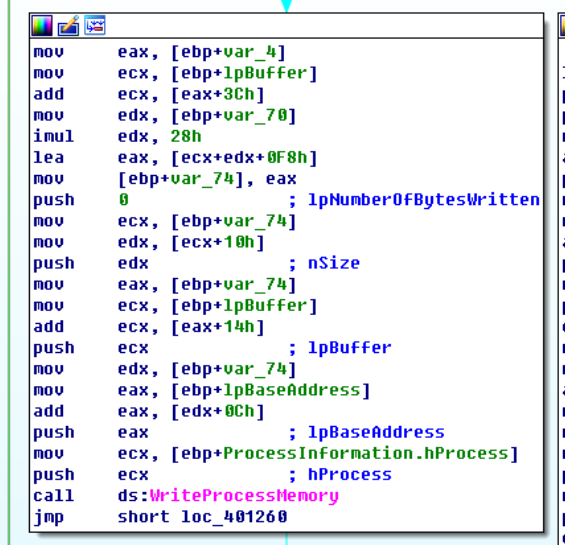 mov     eax, [ebp+var_4]
mov     ecx, [ebp+lpBuffer]
add     ecx, [eax+3Ch]
mov     edx, [ebp+var_70]
imul    edx, 28h
lea     eax, [ecx+edx+0F8h]
mov     [ebp+var_74], eax
push    0               ; lpNumberOfBytesWritten
mov     ecx, [ebp+var_74]
mov     edx, [ecx+10h]
push    edx             ; nSize
mov     eax, [ebp+var_74]
mov     ecx, [ebp+lpBuffer]
add     ecx, [eax+14h]
push    ecx             ; lpBuffer
mov     edx, [ebp+var_74]
mov     eax, [ebp+lpBaseAddress]
add     eax, [edx+0Ch]
push    eax             ; lpBaseAddress
mov     ecx, [ebp+ProcessInformation.hProcess]
push    ecx             ; hProcess
call    ds:WriteProcessMemory
jmp     short loc_401260